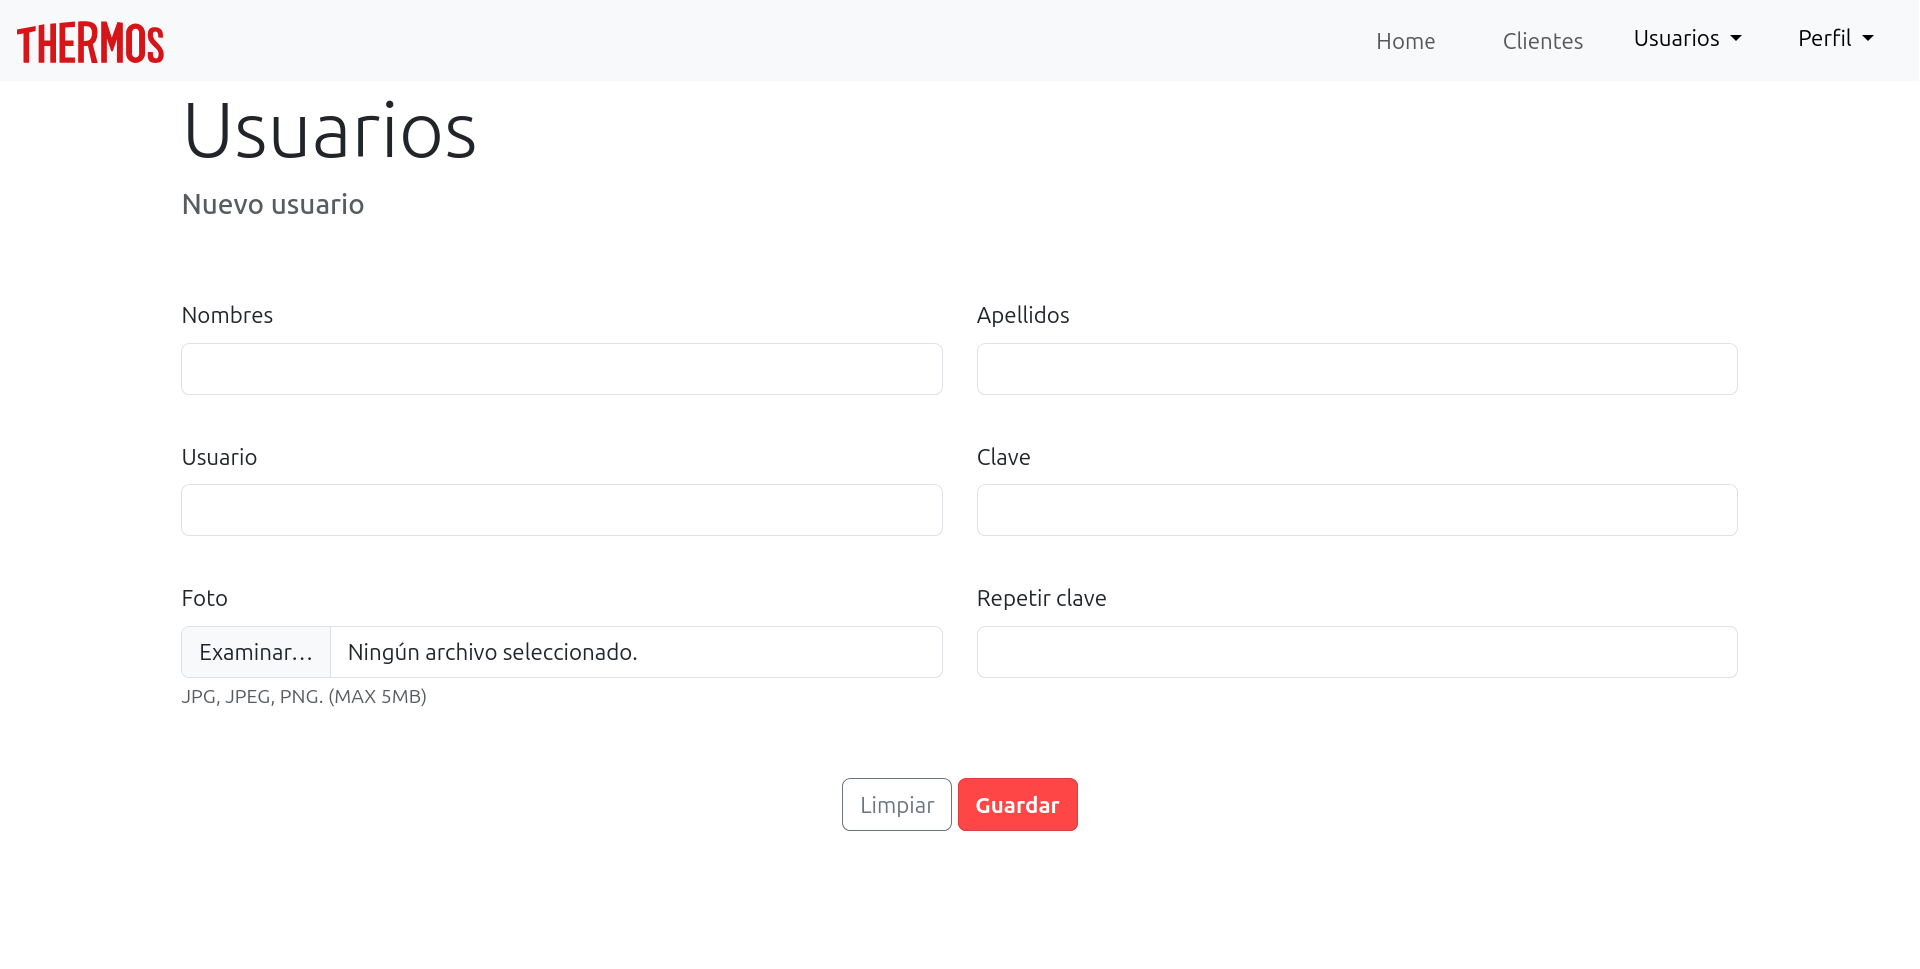 THERMOS
Home Clientes Usuarios Perfil
Usuarios
Nuevo usuario
Nombres Apellidos
Usuario Clave
Foto Repetir clave
Examinar... Ningún archivo seleccionado.
JPG, JPEG, PNG. (MAX 5MB)
Limpiar Guardar